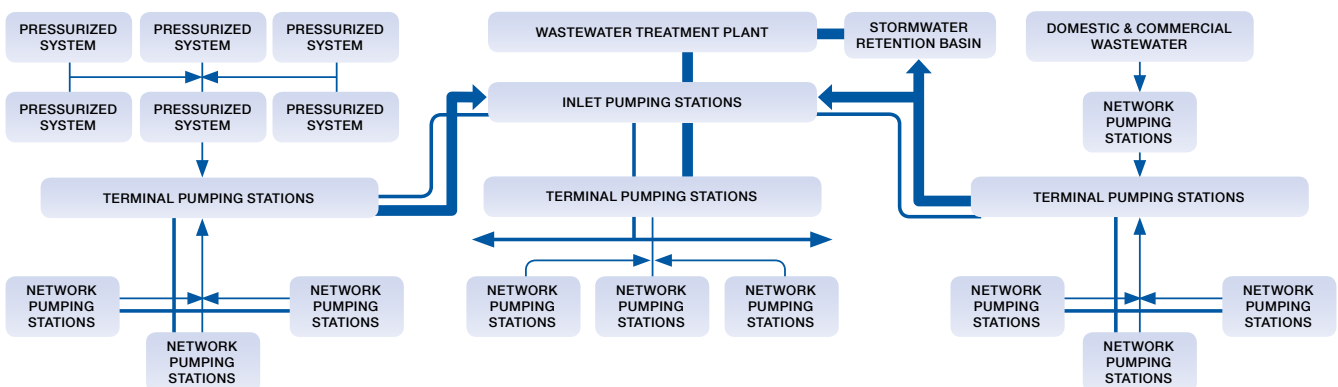 PRESSURIZED
SYSTEM
PRESSURIZED
SYSTEM
PRESSURIZED
SYSTEM
WASTEWATER TREATMENT PLANT
STORMWATER
RETENTION BASIN
DOMESTIC & COMMERCIAL
WASTEWATER
PRESSURIZED
SYSTEM
PRESSURIZED
SYSTEM
PRESSURIZED
SYSTEM
INLET PUMPING STATIONS
NETWORK
PUMPING
STATIONS
TERMINAL PUMPING STATIONS
TERMINAL PUMPING STATIONS
TERMINAL PUMPING STATIONS
NETWORK
PUMPING
STATIONS
NETWORK
PUMPING
STATIONS
NETWORK
PUMPING
STATIONS
NETWORK
PUMPING
STATIONS
NETWORK
PUMPING
STATIONS
NETWORK
PUMPING
STATIONS
NETWORK
PUMPING
STATIONS
NETWORK
PUMPING
STATIONS
NETWORK
PUMPING
STATIONS